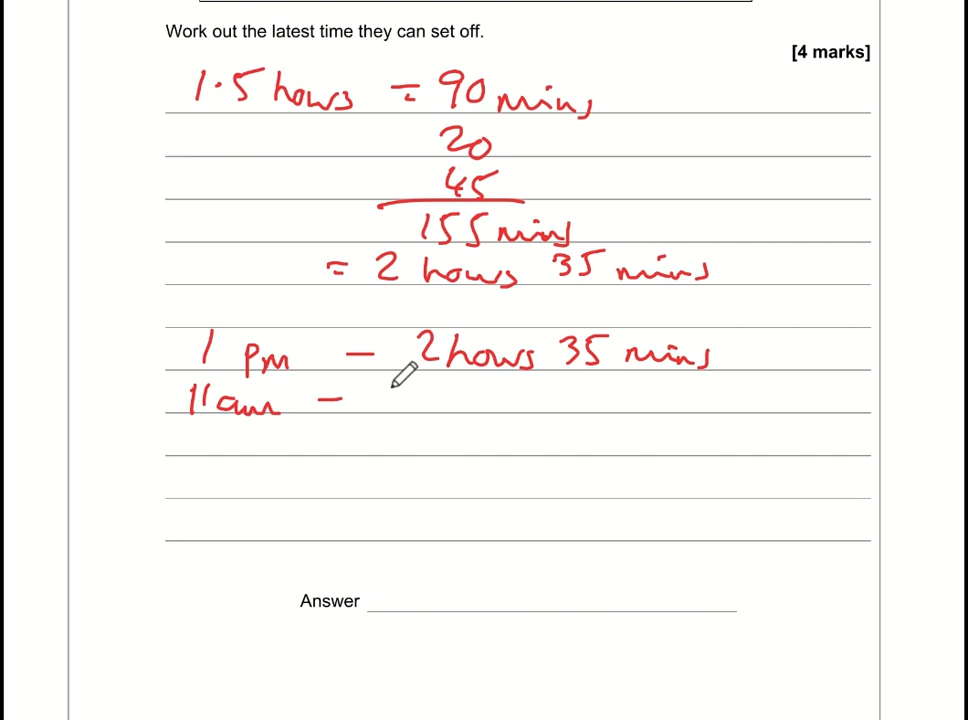 Work out the latest time they can set off.
[4 marks]
1.5 hours = 90 mins
20
45
155 mins
= 2 hours 35 mins
1 pm - 2 hours 35 mins
11am -
Answer